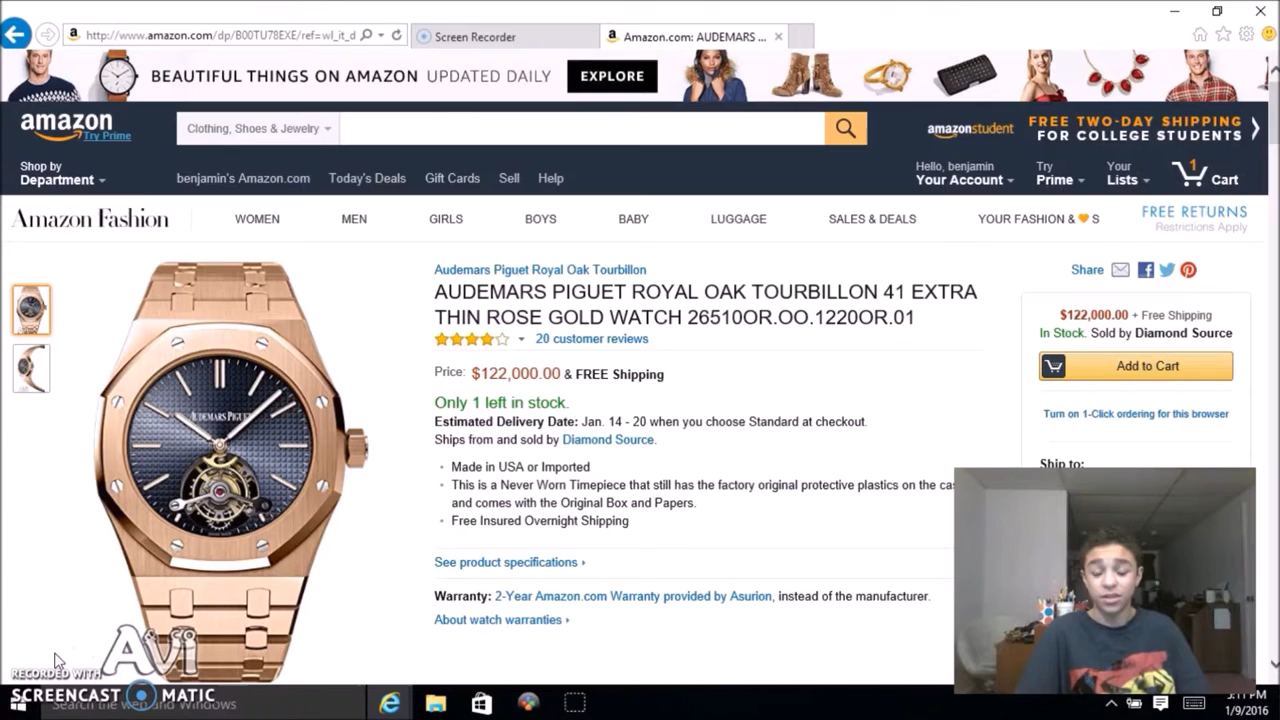 http://www.amazon.com/dp/B00TU78EXE/ref=wl_it_d
Screen Recorder
Amazon.com: AUDEMARS ...
BEAUTIFUL THINGS ON AMAZON UPDATED DAILY
EXPLORE
amazon
Try Prime
Clothing, Shoes & Jewelry
amazonstudent
FREE TWO-DAY SHIPPING
FOR COLLEGE STUDENTS
Shop by
Department
benjamin's Amazon.com
Today's Deals
Gift Cards
Sell
Help
Hello, benjamin
Your Account
Try
Prime
Your
Lists
1
Cart
Amazon Fashion
WOMEN
MEN
GIRLS
BOYS
BABY
LUGGAGE
SALES & DEALS
YOUR FASHION & 🧡 S
FREE RETURNS
Restrictions Apply
Audemars Piguet Royal Oak Tourbillon
AUDEMARS PIGUET ROYAL OAK TOURBILLON 41 EXTRA
THIN ROSE GOLD WATCH 26510OR.OO.1220OR.01
20 customer reviews
Price: $122,000.00 & FREE Shipping
Only 1 left in stock.
Estimated Delivery Date: Jan. 14 - 20 when you choose Standard at checkout.
Ships from and sold by Diamond Source.
Made in USA or Imported
This is a Never Worn Timepiece that still has the factory original protective plastics on the ca
and comes with the Original Box and Papers.
Free Insured Overnight Shipping
See product specifications
Warranty: 2-Year Amazon.com Warranty provided by Asurion, instead of the manufacturer.
About watch warranties
Share
$122,000.00 + Free Shipping
In Stock. Sold by Diamond Source
Add to Cart
Turn on 1-Click ordering for this browser
Ship to:
AUDEMARS PIGUET
Avi
RECORDED WITH
SCREENCAST MATIC
Search the web and Windows
5:11 PM
1/9/2016